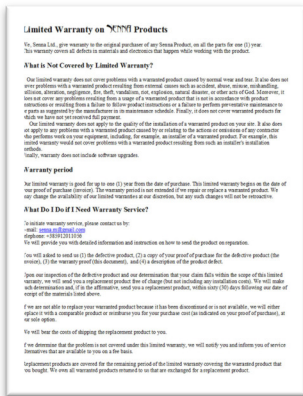 Limited Warranty on SENNA Products
We, Senna Ltd., give warranty to the original purchaser of any Senna Product, on all the parts for one (1) year.
This warranty covers all defects in materials and electronics that happen while working with the product.
What is Not Covered by Limited Warranty?
Our limited warranty does not cover problems with a warranted product caused by normal wear and tear. It also does not
cover problems with a warranted product resulting from external causes such as accident, abuse, misuse, mishandling,
collision, alteration, negligence, fire, theft, vandalism, riot, explosion, natural disaster, or other acts of God. Moreover, it
does not cover any problems resulting from a usage of a warranted product that is not in accordance with product
instructions or resulting from a failure to follow product instructions or a failure to perform preventive maintenance to
parts as suggested by the manufacturer in its maintenance schedule. Finally, it does not cover warranted products for
which we have not yet received full payment.
Our limited warranty does not apply to the quality of the installation of a warranted product on your site. It also does
not apply to any problems with a warranted product caused by or relating to the actions or omissions of any contractor
who performs work on your equipment, including, for example, an installer of a warranted product. For example, this
limited warranty would not cover problems with a warranted product resulting from such an installer's installation
methods.
Finally, warranty does not include software upgrades.
Warranty period
Our limited warranty is good for up to one (1) year from the date of purchase. This limited warranty begins on the date of
your proof of purchase (invoice). The warranty period is not extended if we repair or replace a warranted product. We
may change the availability of our limited warranties at our discretion, but any such changes will not be retroactive.
What Do I Do if I Need Warranty Service?
To initiate warranty service, please contact us by:
We will provide you with detailed information and instruction on how to send the product on reparation.
You will asked to send us (1) the defective product, (2) a copy of your proof of purchase for the defective product (the
invoice), (3) the warranty proof (this document), and (4) a description of the product defect.
Upon our inspection of the defective product and our determination that your claim falls within the scope of this limited
warranty, we will send you a replacement product free of charge (but not including any installation costs). We will make
such determination and, if in the affirmative, send you a replacement product, within sixty (30) days following our date of
receipt of the materials listed above.
If we are not able to replace your warranted product because it has been discontinued or is not available, we will either
replace it with a comparable product or reimburse you for your purchase cost (as indicated on your proof of purchase), at
our sole option.
We will bear the costs of shipping the replacement product to you.
If we determine that the problem is not covered under this limited warranty, we will notify you and inform you of service
alternatives that are available to you on a fee basis.
Replacement products are covered for the remaining period of the limited warranty covering the warranted product that
you bought. We own all warranted products returned to us that are exchanged for a replacement product.